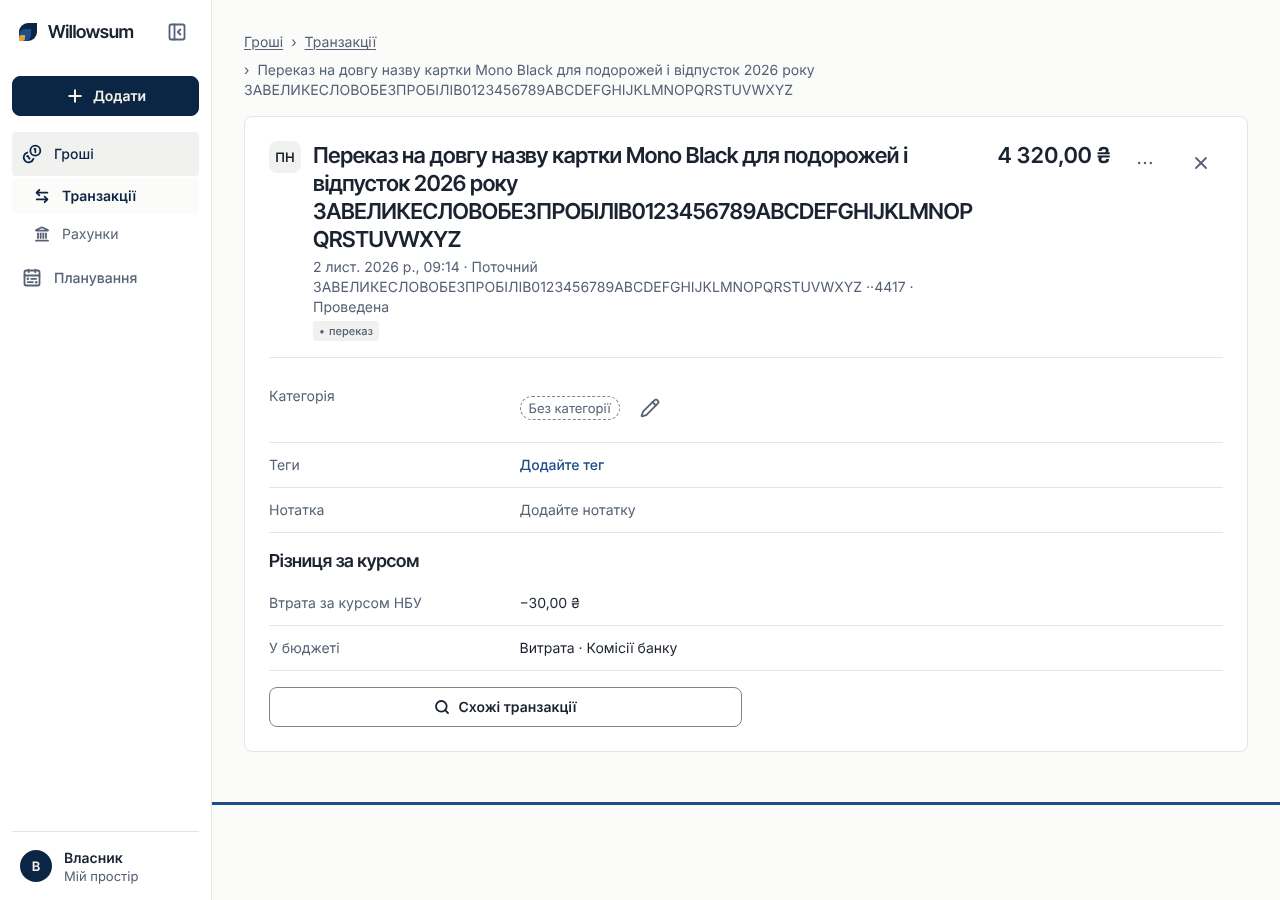 Willowsum
Додати
Гроші
Транзакції
Рахунки
Планування
В
Власник
Мій простір
Гроші › Транзакції
› Переказ на довгу назву картки Mono Black для подорожей і відпусток 2026 року
ЗАВЕЛИКЕСЛОВОБЕЗПРОБІЛІВ0123456789ABCDEFGHIJKLMNOPQRSTUVWXYZ
ПН
Переказ на довгу назву картки Mono Black для подорожей і
відпусток 2026 року
ЗАВЕЛИКЕСЛОВОБЕЗПРОБІЛІВ0123456789ABCDEFGHIJKLMNOP
QRSTUVWXYZ
4 320,00 ₴
2 лист. 2026 р., 09:14 · Поточний
ЗАВЕЛИКЕСЛОВОБЕЗПРОБІЛІВ0123456789ABCDEFGHIJKLMNOPQRSTUVWXYZ ··4417 ·
Проведена
• переказ
Категорія
Без категорії
Теги
Додайте тег
Нотатка
Додайте нотатку
Різниця за курсом
Втрата за курсом НБУ
−30,00 ₴
У бюджеті
Витрата · Комісії банку
Схожі транзакції